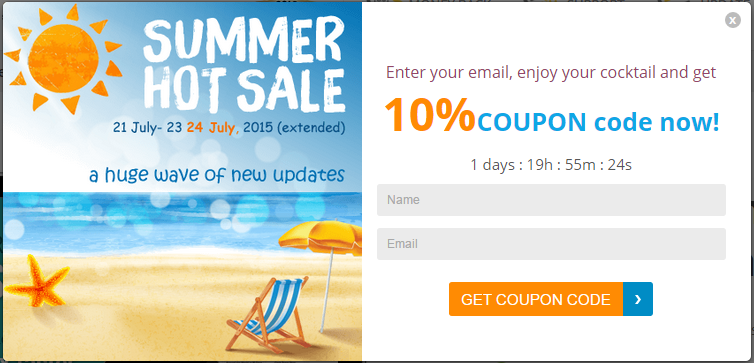 SUMMER
HOT SALE
21 July- 23 24 July, 2015 (extended)
a huge wave of new updates
x
Enter your email, enjoy your cocktail and get
10%COUPON code now!
1 days : 19h : 55m : 24s
Name
Email
GET COUPON CODE ›